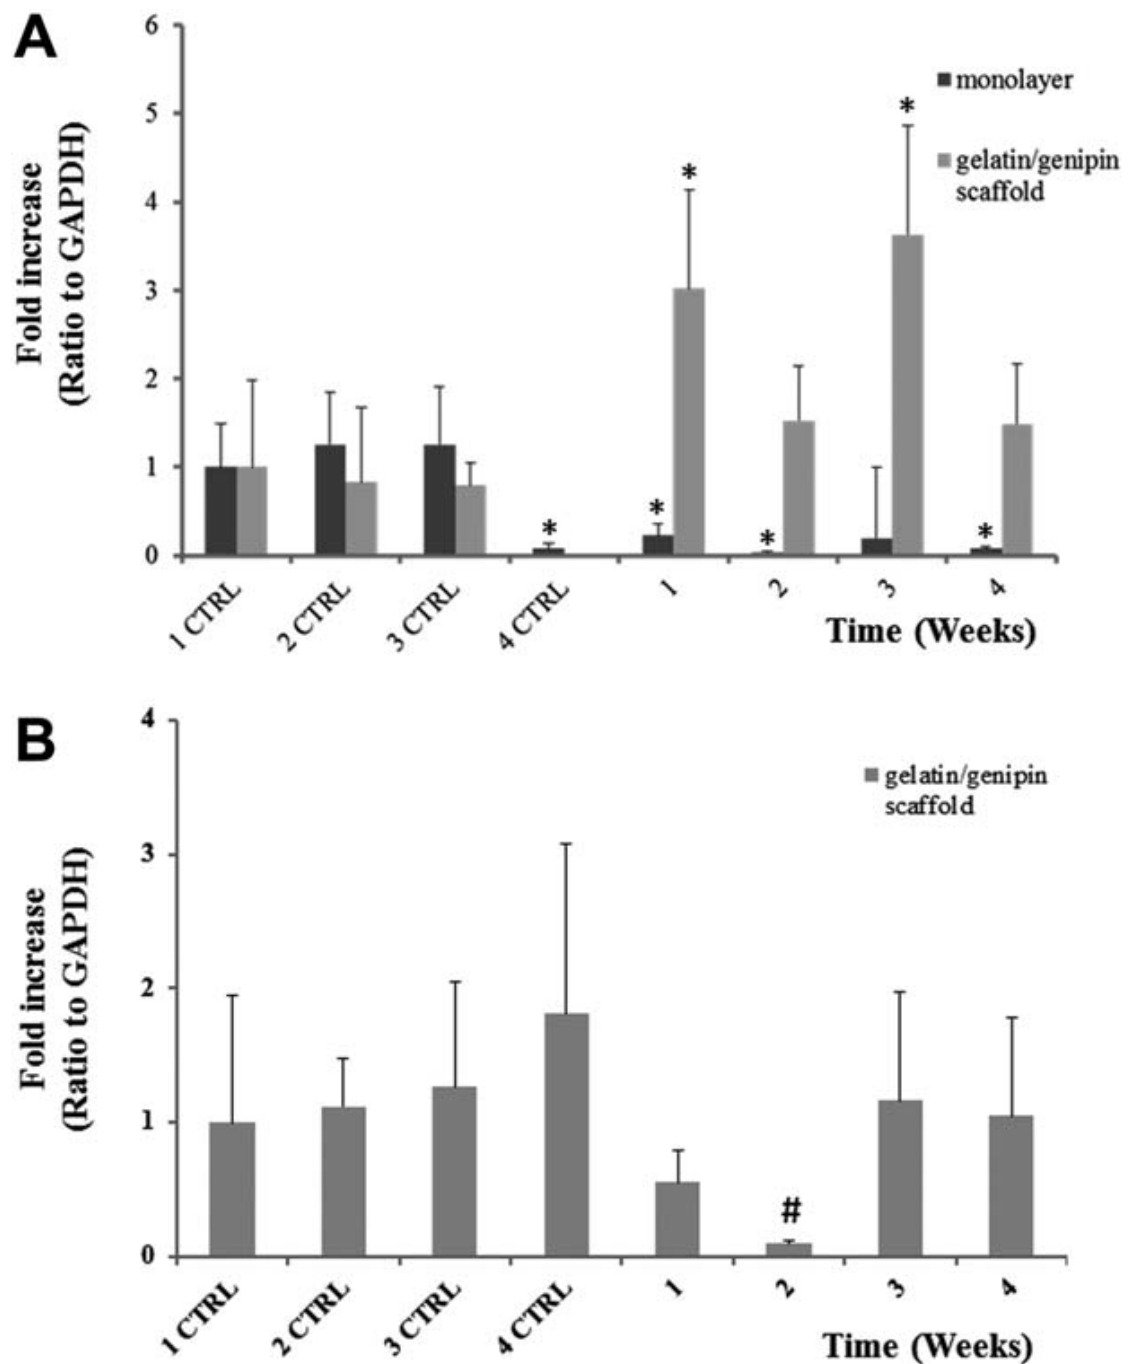 A
Fold increase
(Ratio to GAPDH)
6
5
4
3
2
1
0
monolayer
gelatin/genipin
scaffold
*
*
*
*
*
*
1 CTRL
2 CTRL
3 CTRL
4 CTRL
1
2
3
4
Time (Weeks)
B
Fold increase
(Ratio to GAPDH)
4
3
2
1
0
gelatin/genipin
scaffold
#
1 CTRL
2 CTRL
3 CTRL
4 CTRL
1
2
3
4
Time (Weeks)